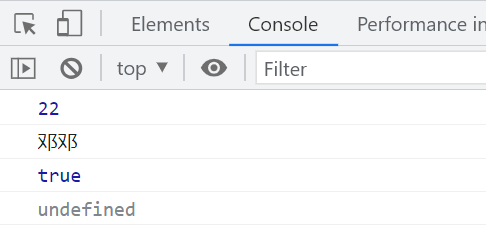 Elements Console Performance in
top ▼ Filter
22
邓邓
true
undefined